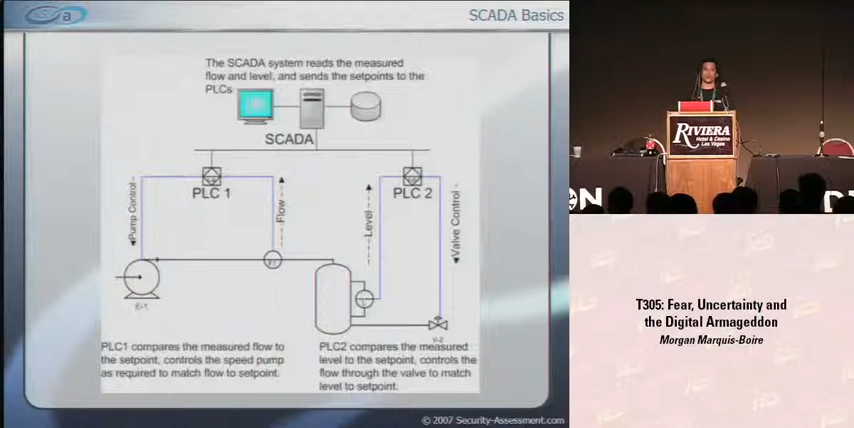 SCADA Basics
The SCADA system reads the measured
flow and level, and sends the setpoints to the
PLCs
SCADA
PLC 1
PLC 2
Pump Control
Flow
Level
Valve Control
E-1
V-2
PLC1 compares the measured flow to
the setpoint, controls the speed pump
as required to match flow to setpoint.
PLC2 compares the measured
level to the setpoint, controls the
flow through the valve to match
level to setpoint.
© 2007 Security-Assessment.com
RIVIERA
Hotel & Casino
Las Vegas
T305: Fear, Uncertainty and
the Digital Armageddon
Morgan Marquis-Boire